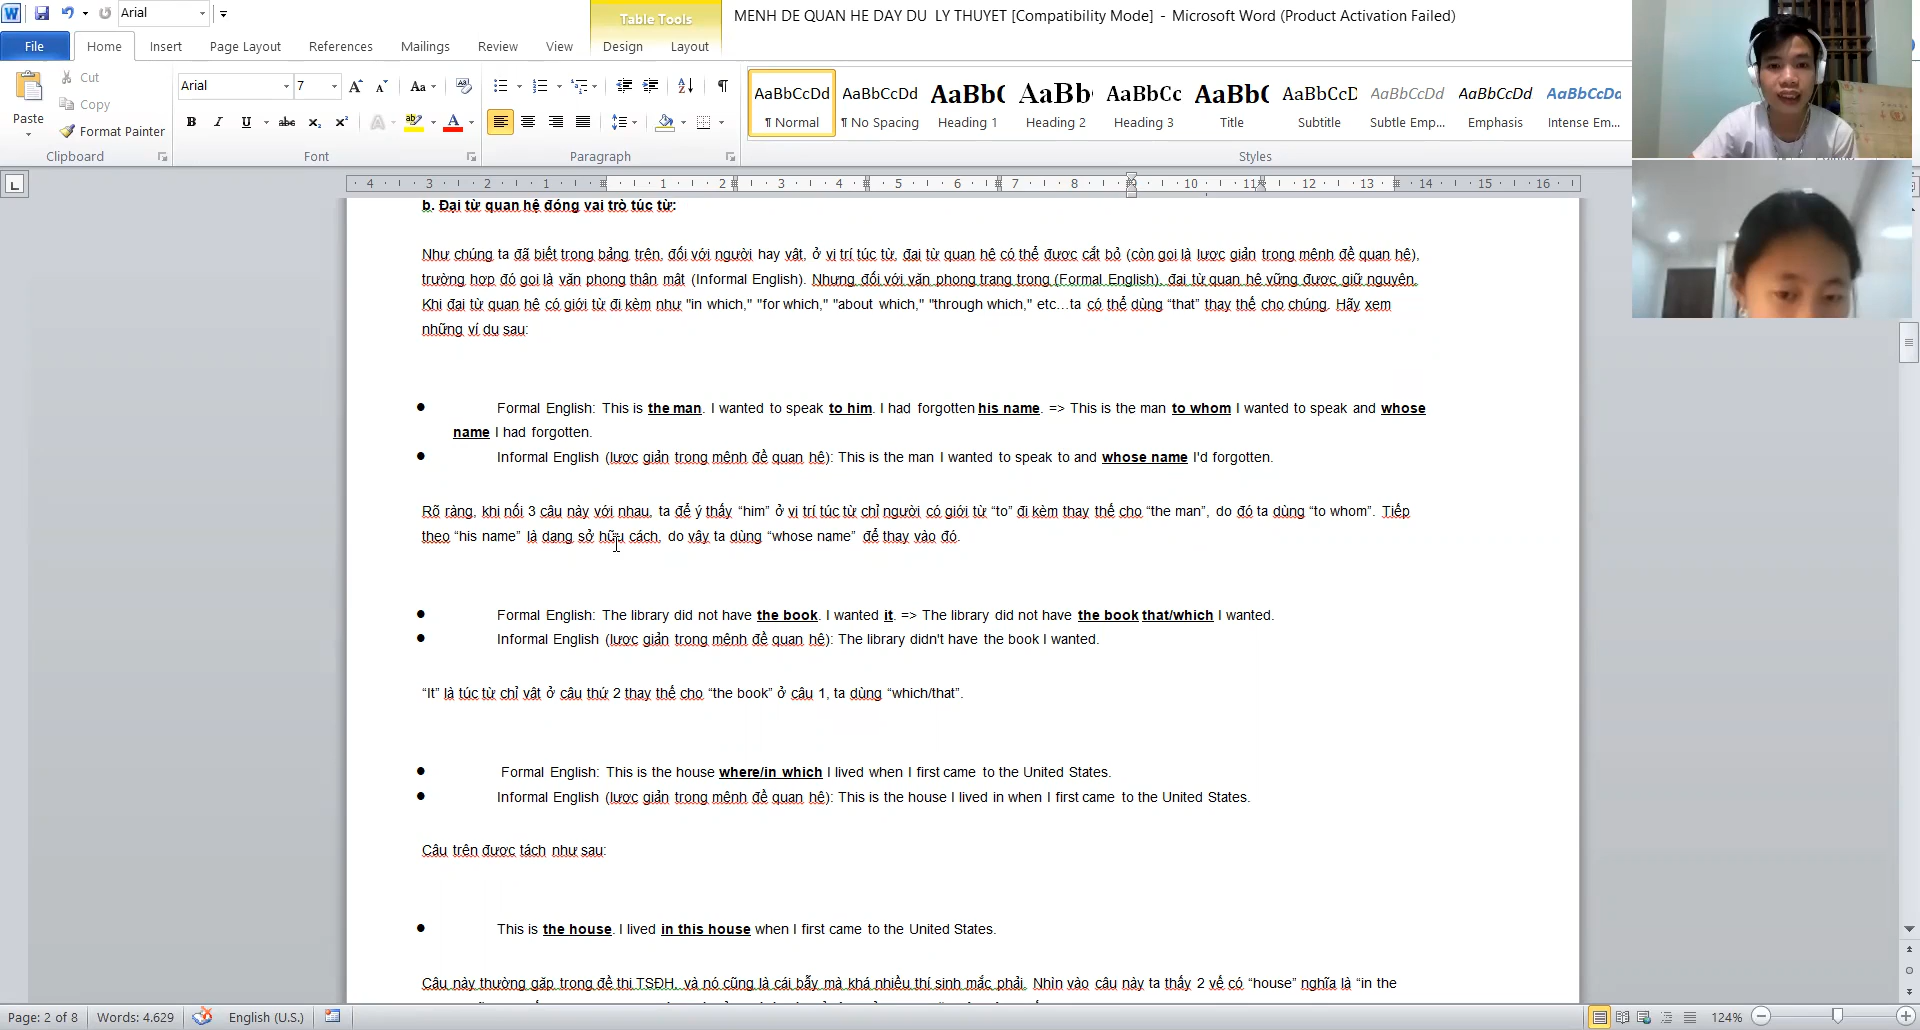 Arial
Table Tools
MENH DE QUAN HE DAY DU LY THUYET [Compatibility Mode] - Microsoft Word (Product Activation Failed)
File Home Insert Page Layout References Mailings Review View Design Layout
Paste
Cut
Copy
Format Painter
Arial 7
AaBbCcDd AaBbCcDd AaBbC AaBb AaBbCc AaBbC AaBbCcD AaBbCcDd AaBbCcDd AaBbCcDd
¶ Normal ¶ No Spacing Heading 1 Heading 2 Heading 3 Title Subtitle Subtle Emp... Emphasis Intense Em...
Clipboard Font Paragraph Styles
4 3 2 1 1 2 3 4 5 6 7 8 9 10 11 12 13 14 15 16
b. Đại từ quan hệ đóng vai trò túc từ:
Như chúng ta đã biết trong bảng trên, đối với người hay vật, ở vị trí túc từ, đại từ quan hệ có thể được cắt bỏ (còn gọi là lược giản trong mệnh đề quan hệ),
trường hợp đó gọi là văn phong thân mật (Informal English). Nhưng đối với văn phong trang trọng (Formal English), đại từ quan hệ vững được giữ nguyên.
Khi đại từ quan hệ có giới từ đi kèm như "in which," "for which," "about which," "through which," etc…ta có thể dùng “that” thay thế cho chúng. Hãy xem
những ví dụ sau:
● Formal English: This is the man. I wanted to speak to him. I had forgotten his name. => This is the man to whom I wanted to speak and whose
name I had forgotten.
● Informal English (lược giản trong mệnh đề quan hệ): This is the man I wanted to speak to and whose name I'd forgotten.
Rõ ràng, khi nối 3 câu này với nhau, ta để ý thấy “him” ở vị trí túc từ chỉ người có giới từ “to” đi kèm thay thế cho “the man”, do đó ta dùng “to whom”. Tiếp
theo “his name” là dạng sở hữu cách, do vậy ta dùng “whose name” để thay vào đó.
● Formal English: The library did not have the book. I wanted it. => The library did not have the book that/which I wanted.
● Informal English (lược giản trong mệnh đề quan hệ): The library didn't have the book I wanted.
“It” là túc từ chỉ vật ở câu thứ 2 thay thế cho “the book” ở câu 1, ta dùng “which/that”.
● Formal English: This is the house where/in which I lived when I first came to the United States.
● Informal English (lược giản trong mệnh đề quan hệ): This is the house I lived in when I first came to the United States.
Câu trên được tách như sau:
● This is the house. I lived in this house when I first came to the United States.
Câu này thường gặp trong đề thi TSĐH, và nó cũng là cái bẫy mà khá nhiều thí sinh mắc phải. Nhìn vào câu này ta thấy 2 vế có “house” nghĩa là “in the
Page: 2 of 8 Words: 4.629 English (U.S.) 124%